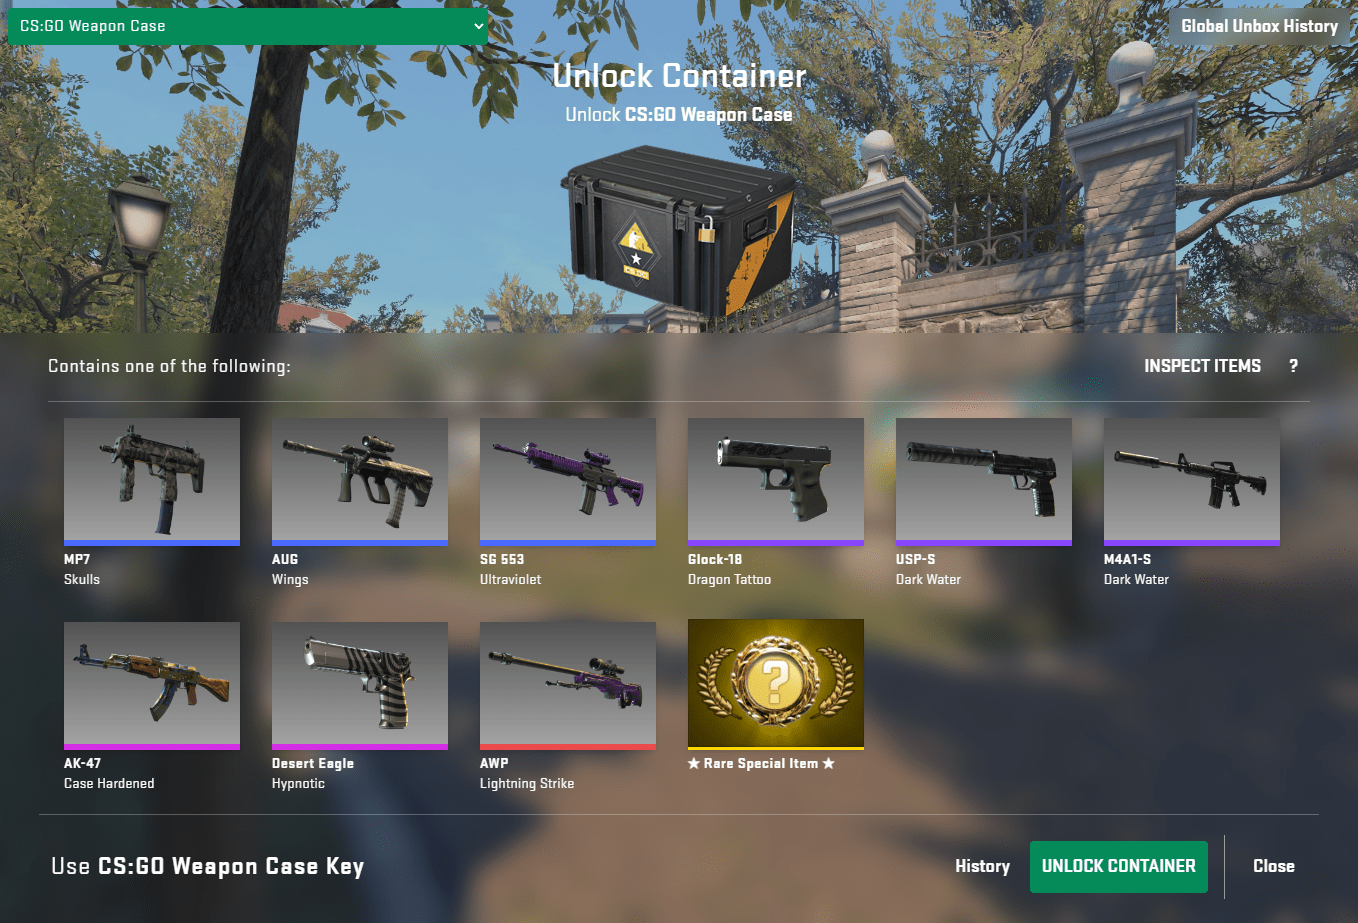 CS:GO Weapon Case
Global Unbox History
Unlock Container
Unlock CS:GO Weapon Case
CS:GO
Contains one of the following:
INSPECT ITEMS ?
MP7
Skulls
AUG
Wings
SG 553
Ultraviolet
Glock-18
Dragon Tattoo
USP-S
Dark Water
M4A1-S
Dark Water
?
AK-47
Case Hardened
Desert Eagle
Hypnotic
AWP
Lightning Strike
★ Rare Special Item ★
Use CS:GO Weapon Case Key
History
UNLOCK CONTAINER
Close